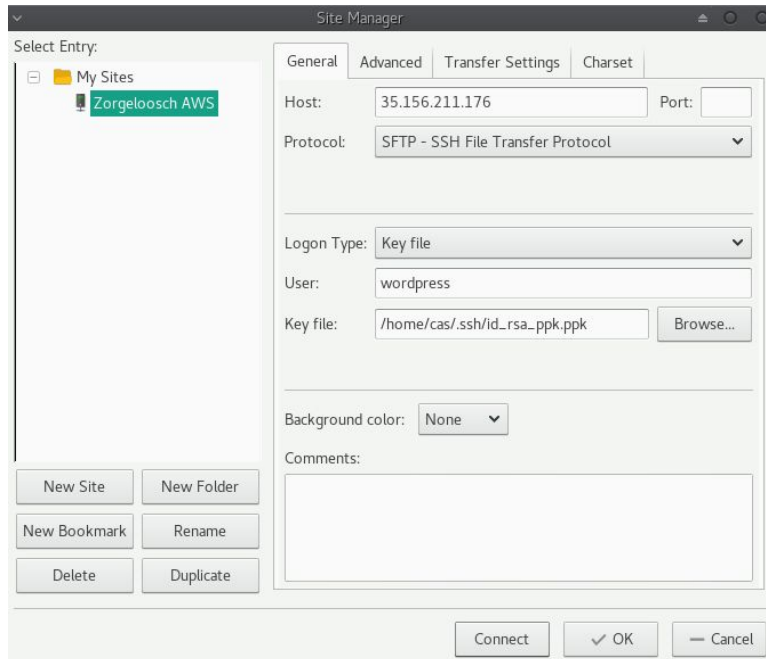 Site Manager
Select Entry:
My Sites
Zorgeloosch AWS
New Site
New Folder
New Bookmark
Rename
Delete
Duplicate
General
Advanced
Transfer Settings
Charset
Host:
35.156.211.176
Port:
Protocol:
SFTP - SSH File Transfer Protocol
Logon Type:
Key file
User:
wordpress
Key file:
/home/cas/.ssh/id_rsa_ppk.ppk
Browse...
Background color:
None
Comments:
Connect
OK
Cancel